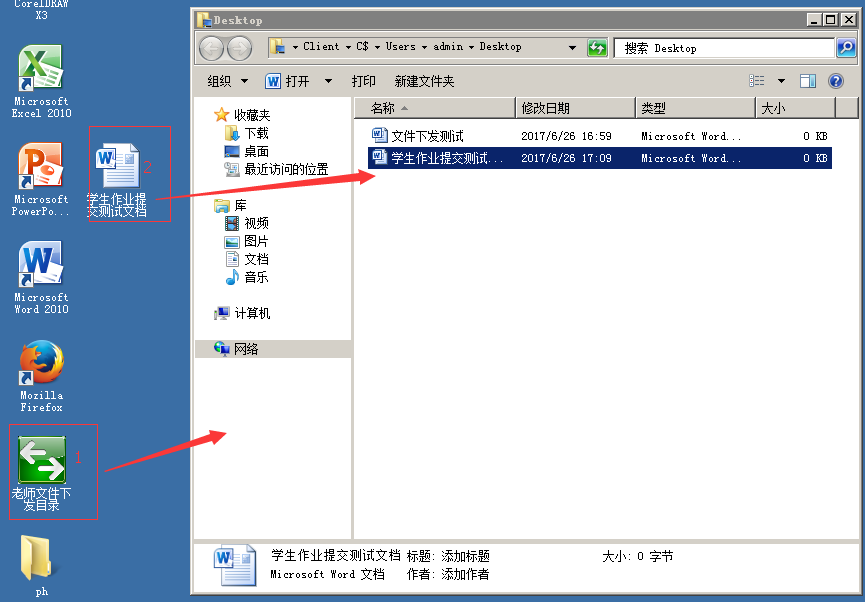 CorelDRAW
X3
Microsoft
Excel 2010
Microsoft
PowerPo...
2
学生作业提
交测试文档
Microsoft
Word 2010
Mozilla
Firefox
1
老师文件下
发目录
ph
Desktop
Client C$ Users admin Desktop
搜索 Desktop
组织 打开 打印 新建文件夹
名称 修改日期 类型 大小
文件下发测试 2017/6/26 16:59 Microsoft Word... 0 KB
学生作业提交测试... 2017/6/26 17:09 Microsoft Word... 0 KB
收藏夹
下载
桌面
最近访问的位置
库
视频
图片
文档
音乐
计算机
网络
学生作业提交测试文档 标题: 添加标题 大小: 0 字节
Microsoft Word 文档 作者: 添加作者